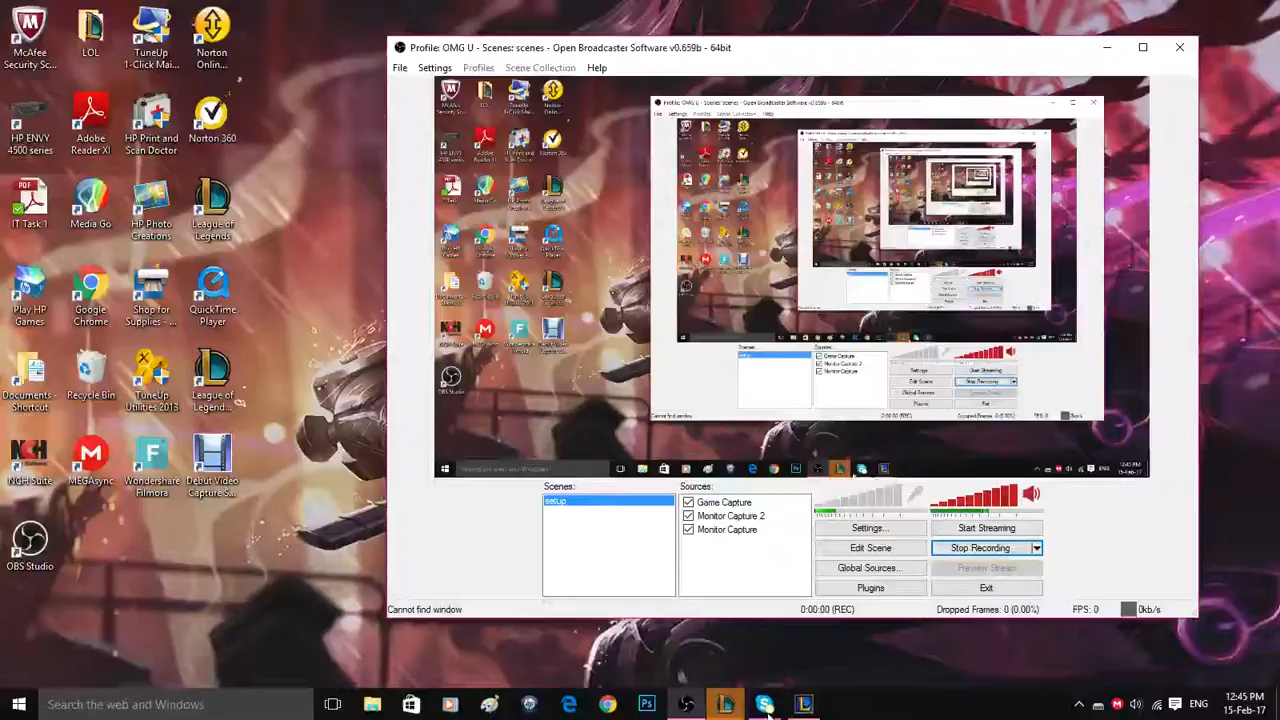 McAfee
Security Sc...
LOL
TuneUp
1-Click Mai...
Norton
Online...
4500 Series
Adobe
Reader XI
HP Print and
Scan Doctor
Norton 360
IT Task 1
Media Go
HP Photo
Creations
League of
Legends
Play HP
Games
Google
Chrome
Shop for
Supplies - ...
QuickTime
Player
Documents -
Shortcut
Recycle Bin
TuneUp
Utilities 2013
League of
Legends
NCH Suite
MEGAsync
Wondershare
Filmora
Debut Video
Capture S...
OBS Studio
Profile: OMG U - Scenes: scenes - Open Broadcaster Software v0.659b - 64bit
File Settings Profiles Scene Collection Help
Scenes:
setup
Sources:
Game Capture
Monitor Capture 2
Monitor Capture
Settings...
Start Streaming
Edit Scene
Stop Recording
Global Sources...
Preview Stream
Plugins
Exit
Cannot find window
0:00:00 (REC)
Dropped Frames: 0 (0.00%)
FPS: 0
0kb/s
Search the web and Windows
ENG
12:45 PM
15-Feb-17